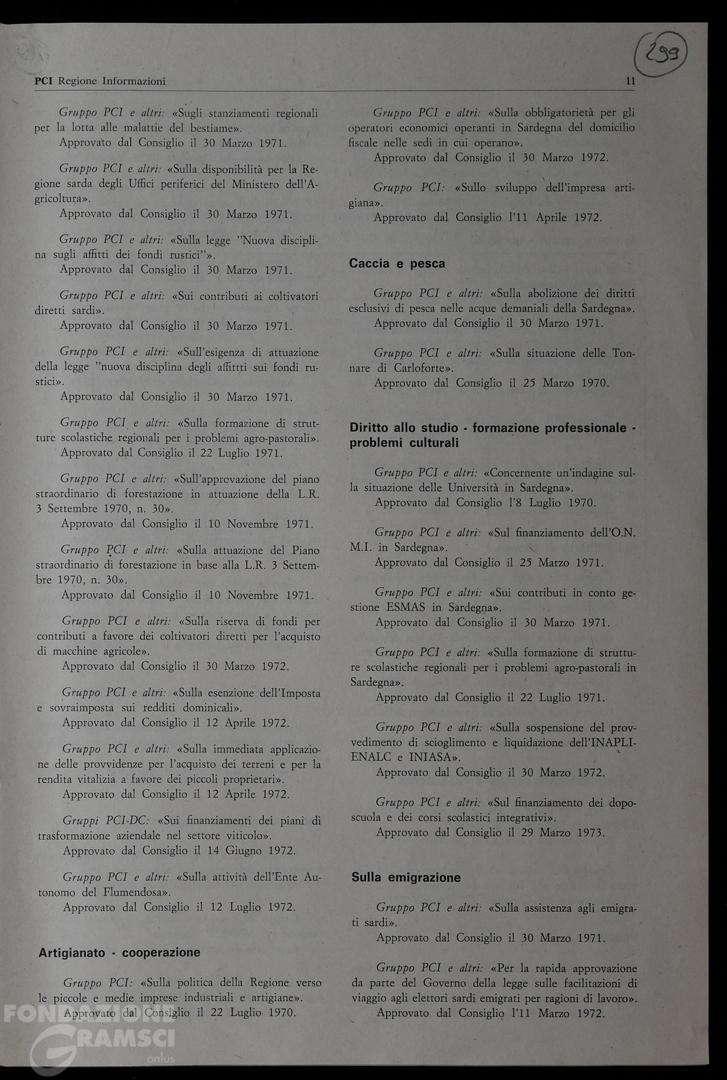 299
PCI Regione Informazioni 11
Gruppo PCI e altri: «Sugli stanziamenti regionali
per la lotta alle malattie del bestiame».
Approvato dal Consiglio il 30 Marzo 1971.
Gruppo PCI e altri: «Sulla disponibilità per la Re-
gione sarda degli Uffici periferici del Ministero dell'A-
gricoltura».
Approvato dal Consiglio il 30 Marzo 1971.
Gruppo PCI e altri: «Sulla legge "Nuova discipli-
na sugli affitti dei fondi rustici"».
Approvato dal Consiglio il 30 Marzo 1971.
Gruppo PCI e altri: «Sui contributi ai coltivatori
diretti sardi».
Approvato dal Consiglio il 30 Marzo 1971.
Gruppo PCI e altri: «Sull'esigenza di attuazione
della legge "nuova disciplina degli affittti sui fondi ru-
stici».
Approvato dal Consiglio il 30 Marzo 1971.
Gruppo PCI e altri: «Sulla formazione di strut-
ture scolastiche regionali per i problemi agro-pastorali».
Approvato dal Consiglio il 22 Luglio 1971.
Gruppo PCI e altri: «Sull'approvazione del piano
straordinario di forestazione in attuazione della L.R.
3 Settembre 1970, n. 30».
Approvato dal Consiglio il 10 Novembre 1971.
Gruppo PCI e altri: «Sulla attuazione del Piano
straordinario di forestazione in base alla L.R. 3 Settem-
bre 1970, n. 30».
Approvato dal Consiglio il 10 Novembre 1971.
Gruppo PCI e altri: «Sulla riserva di fondi per
contributi a favore dei coltivatori diretti per l'acquisto
di macchine agricole».
Approvato dal Consiglio il 30 Marzo 1972.
Gruppo PCI e altri: «Sulla esenzione dell'Imposta
e sovraimposta sui redditi dominicali».
Approvato dal Consiglio il 12 Aprile 1972.
Gruppo PCI e altri: «Sulla immediata applicazio-
ne delle provvidenze per l'acquisto dei terreni e per la
rendita vitalizia a favore dei piccoli proprietari».
Approvato dal Consiglio il 12 Aprile 1972.
Gruppi PCI-DC: «Sui finanziamenti dei piani di
trasformazione aziendale nel settore viticolo».
Approvato dal Consiglio il 14 Giugno 1972.
Gruppo PCI e altri: «Sulla attività dell'Ente Au-
tonomo del Flumendosa».
Approvato dal Consiglio il 12 Luglio 1972.
Artigianato - cooperazione
Gruppo PCI: «Sulla politica della Regione verso
le piccole e medie imprese industriali e artigiane».
Approvato dal Consiglio il 22 Luglio 1970.
Gruppo PCI e altri: «Sulla obbligatorietà per gli
operatori economici operanti in Sardegna del domicilio
fiscale nelle sedi in cui operano».
Approvato dal Consiglio il 30 Marzo 1972.
Gruppo PCI: «Sullo sviluppo dell'impresa arti-
giana».
Approvato dal Consiglio l'11 Aprile 1972.
Caccia e pesca
Gruppo PCI e altri: «Sulla abolizione dei diritti
esclusivi di pesca nelle acque demaniali della Sardegna».
Approvato dal Consiglio il 30 Marzo 1971.
Gruppo PCI e altri: «Sulla situazione delle Ton-
nare di Carloforte».
Approvato dal Consiglio il 25 Marzo 1970.
Diritto allo studio - formazione professionale -
problemi culturali
Gruppo PCI e altri: «Concernente un'indagine sul-
la situazione delle Università in Sardegna».
Approvato dal Consiglio l'8 Luglio 1970.
Gruppo PCI e altri: «Sul finanziamento dell'O.N.
M.I. in Sardegna».
Approvato dal Consiglio il 25 Marzo 1971.
Gruppo PCI e altri: «Sui contributi in conto ge-
stione ESMAS in Sardegna».
Approvato dal Consiglio il 30 Marzo 1971.
Gruppo PCI e altri: «Sulla formazione di struttu-
re scolastiche regionali per i problemi agro-pastorali in
Sardegna».
Approvato dal Consiglio il 22 Luglio 1971.
Gruppo PCI e altri: «Sulla sospensione del prov-
vedimento di scioglimento e liquidazione dell'INAPLI-
ENALC e INIASA».
Approvato dal Consiglio il 30 Marzo 1972.
Gruppo PCI e altri: «Sul finanziamento dei dopo-
scuola e dei corsi scolastici integrativi».
Approvato dal Consiglio il 29 Marzo 1973.
Sulla emigrazione
Gruppo PCI e altri: «Sulla assistenza agli emigra-
ti sardi».
Approvato dal Consiglio il 30 Marzo 1971.
Gruppo PCI e altri: «Per la rapida approvazione
da parte del Governo della legge sulle facilitazioni di
viaggio agli elettori sardi emigrati per ragioni di lavoro».
Approvato dal Consiglio l'11 Marzo 1972.
FONDAZIONE
GRAMSCI
onlus